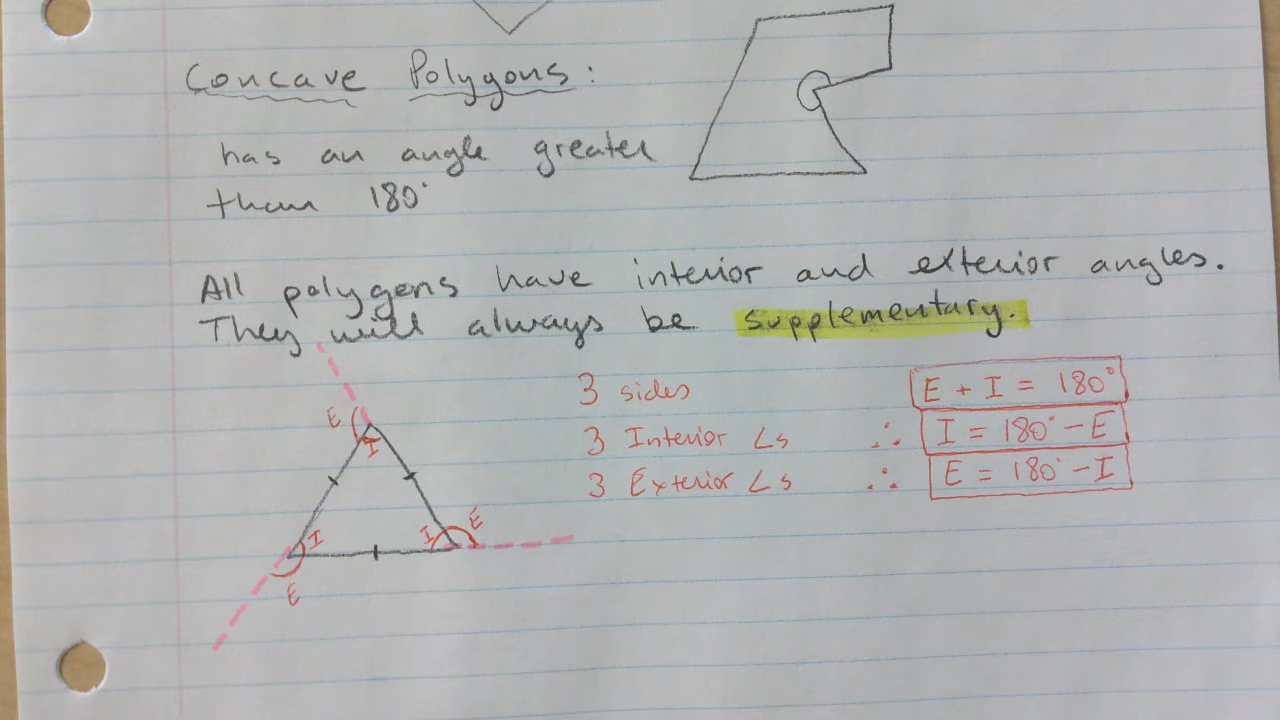 Concave Polygons:
has an angle greater
than 180°
All polygons have interior and exterior angles.
They will always be supplementary.
3 sides
E + I = 180°
3 Interior ∠s ∴ I = 180° - E
3 Exterior ∠s ∴ E = 180° - I
E
I
I
I
E
E